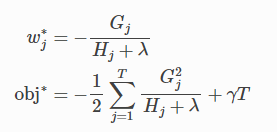 w_j^* = -\frac{G_j}{H_j + \lambda}
\text{obj}^* = -\frac{1}{2} \sum_{j=1}^{T} \frac{G_j^2}{H_j + \lambda} + \gamma T